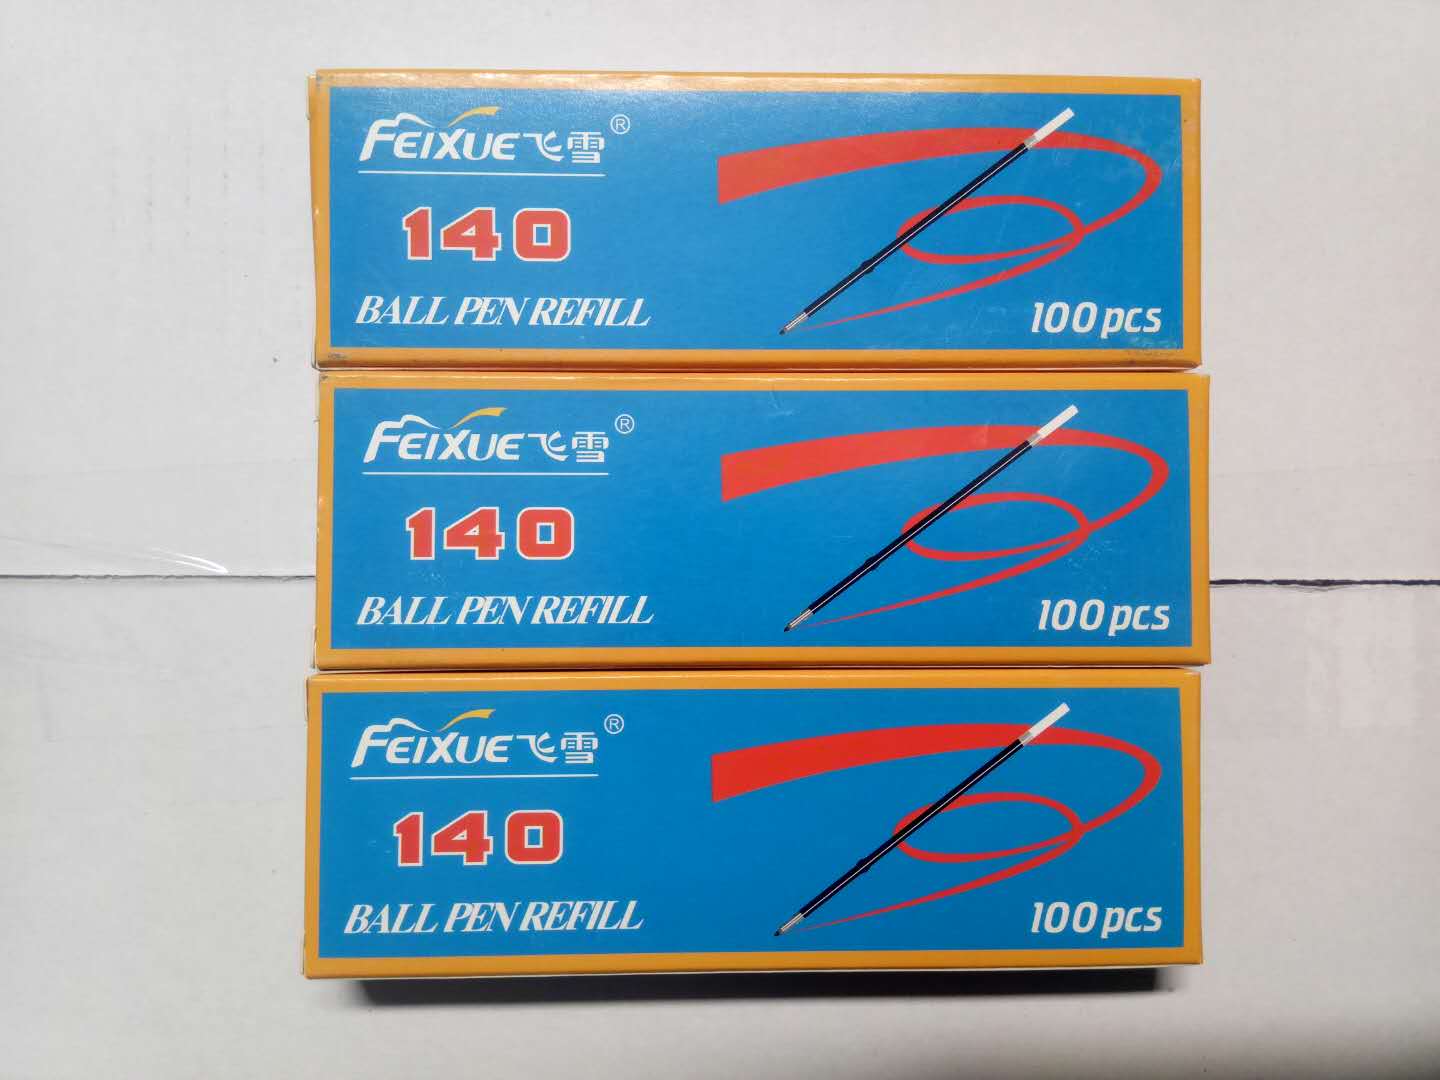 FEIXUE飞雪®
140
BALL PEN REFILL
100pcs
FEIXUE飞雪®
140
BALL PEN REFILL
100pcs
FEIXUE飞雪®
140
BALL PEN REFILL
100pcs